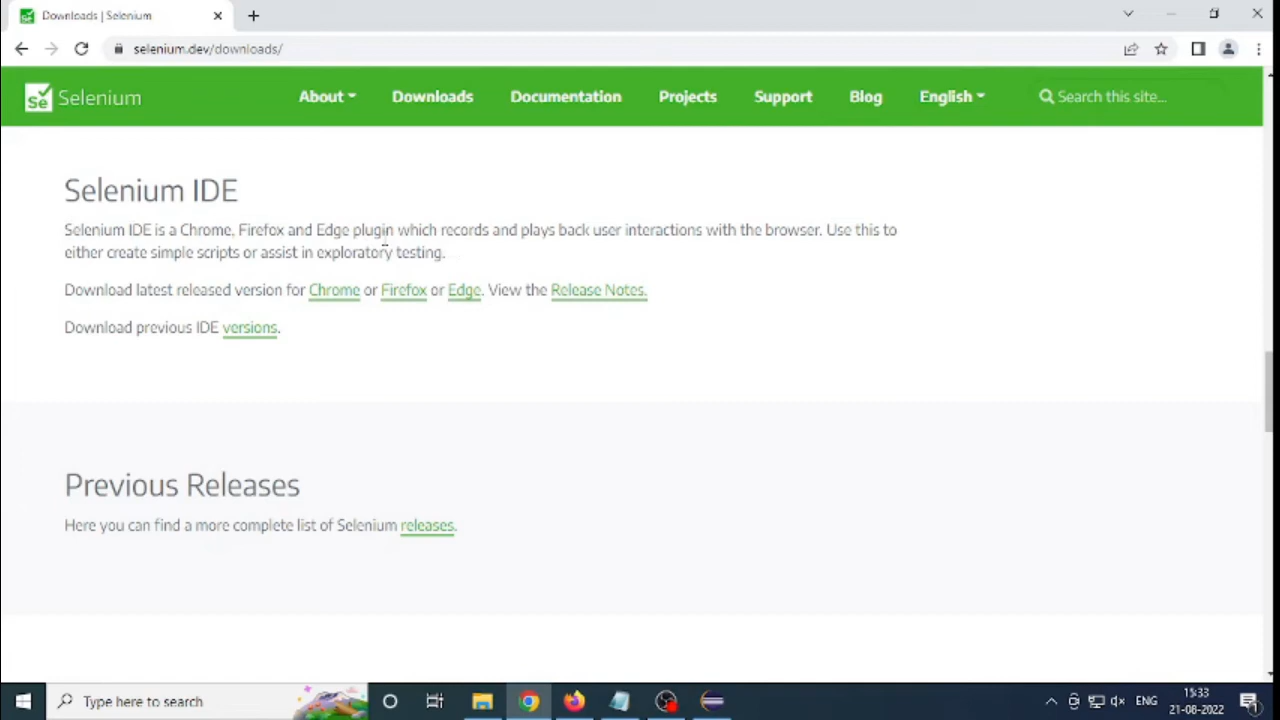 Downloads | Selenium
selenium.dev/downloads/
Se Selenium About Downloads Documentation Projects Support Blog English Search this site...
Selenium IDE
Selenium IDE is a Chrome, Firefox and Edge plugin which records and plays back user interactions with the browser. Use this to
either create simple scripts or assist in exploratory testing.
Download latest released version for Chrome or Firefox or Edge. View the Release Notes.
Download previous IDE versions.
Previous Releases
Here you can find a more complete list of Selenium releases.
Type here to search ENG 15:33
21-08-2022 1